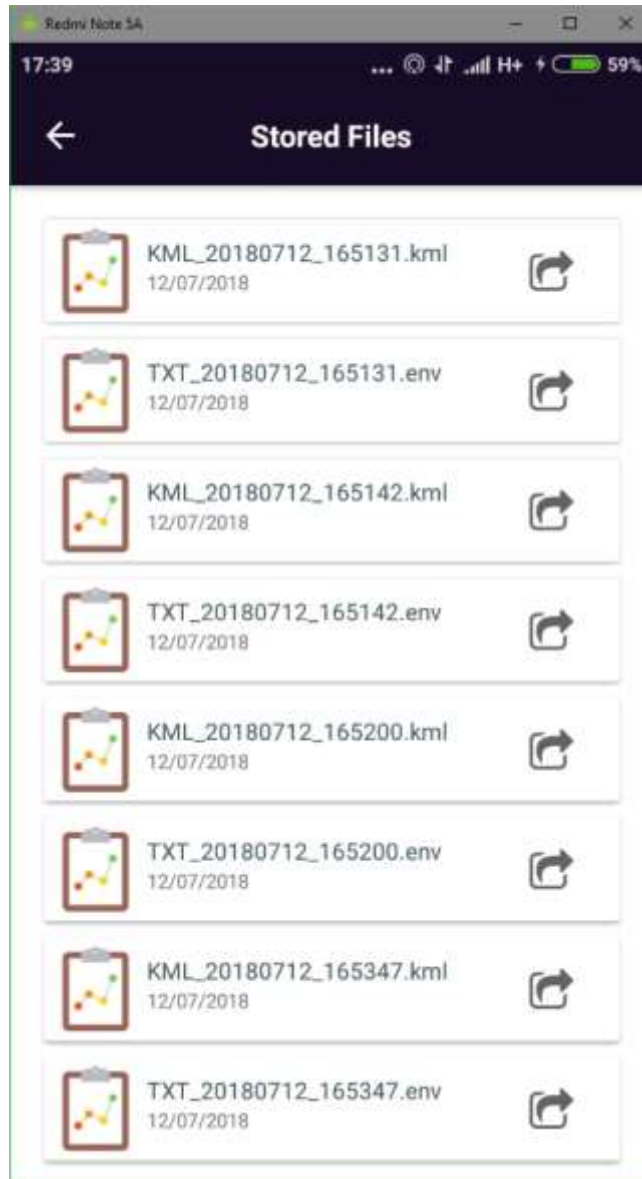 Redmi Note 5A
17:39 ... H+ 59%
Stored Files
KML_20180712_165131.kml
12/07/2018
TXT_20180712_165131.env
12/07/2018
KML_20180712_165142.kml
12/07/2018
TXT_20180712_165142.env
12/07/2018
KML_20180712_165200.kml
12/07/2018
TXT_20180712_165200.env
12/07/2018
KML_20180712_165347.kml
12/07/2018
TXT_20180712_165347.env
12/07/2018